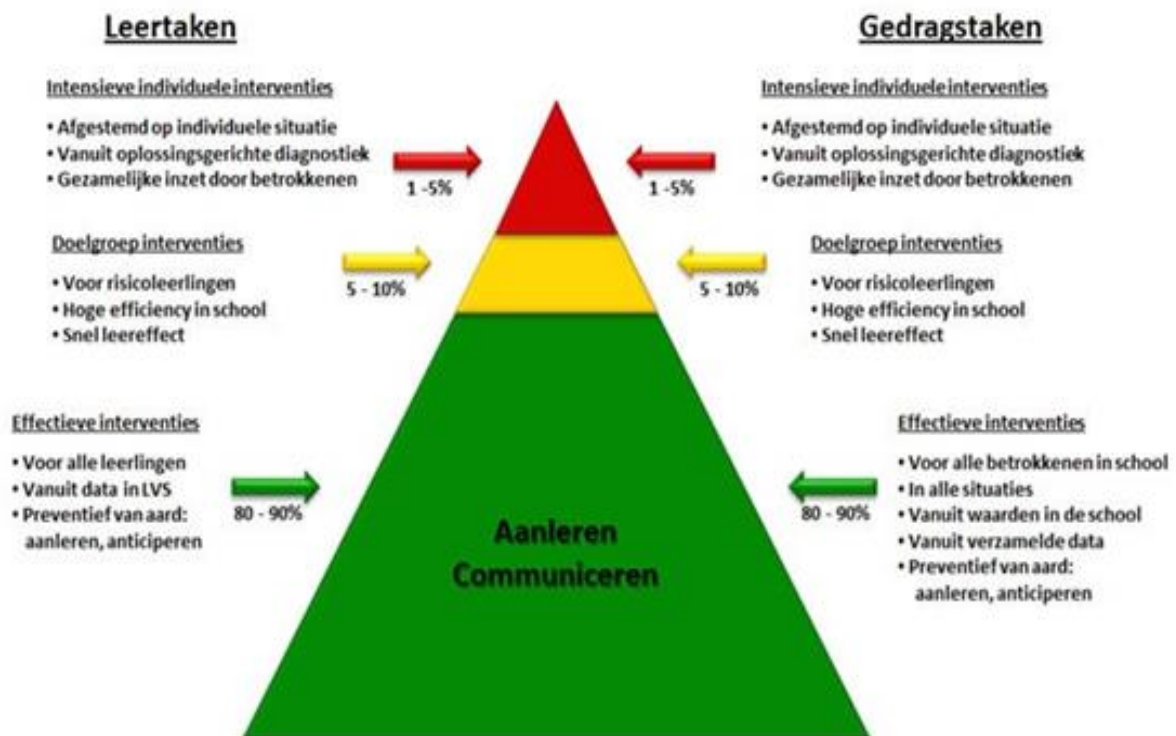 Leertaken
Intensieve individuele interventies
• Afgestemd op individuele situatie
• Vanuit oplossingsgerichte diagnostiek
• Gezamelijke inzet door betrokkenen
1 -5%
Doelgroep interventies
• Voor risicoleerlingen
• Hoge efficiency in school
• Snel leereffect
5 - 10%
Effectieve interventies
• Voor alle leerlingen
• Vanuit data in LVS
• Preventief van aard:
aanleren, anticiperen
80 - 90%
Aanleren
Communiceren
Gedragstaken
Intensieve individuele interventies
• Afgestemd op individuele situatie
• Vanuit oplossingsgerichte diagnostiek
• Gezamelijke inzet door betrokkenen
1 -5%
Doelgroep interventies
• Voor risicoleerlingen
• Hoge efficiency in school
• Snel leereffect
5 - 10%
Effectieve interventies
• Voor alle betrokkenen in school
• In alle situaties
• Vanuit waarden in de school
• Vanuit verzamelde data
• Preventief van aard:
aanleren, anticiperen
80 - 90%